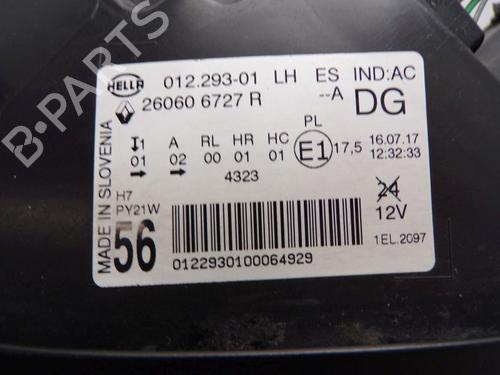 HELLA 012.293-01 LH ES IND:AC
26060 6727 R --A DG
PL
I1 A RL HR HC E1 17,5 16.07.17
01 02 00 01 01 12:32:33
4323
H7
PY21W
24
12V
56
1EL.2097
0122930100064929
MADE IN SLOVENIA
B-PARTS